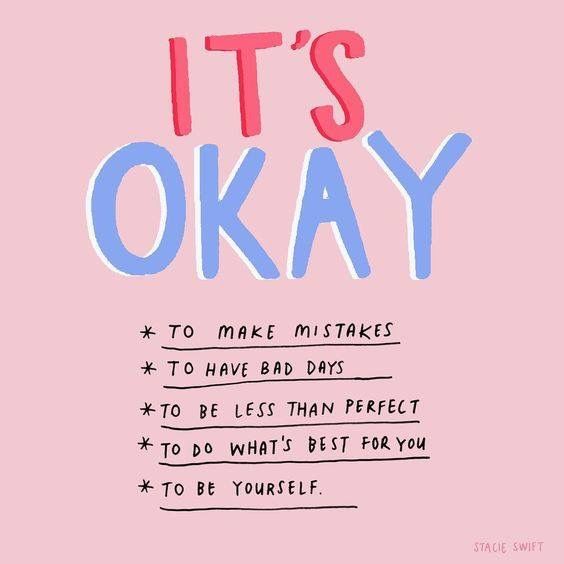 IT'S
OKAY
* TO MAKE MISTAKES
* TO HAVE BAD DAYS
* TO BE LESS THAN PERFECT
* TO DO WHAT'S BEST FOR YOU
* TO BE YOURSELF.
STACIE SWIFT